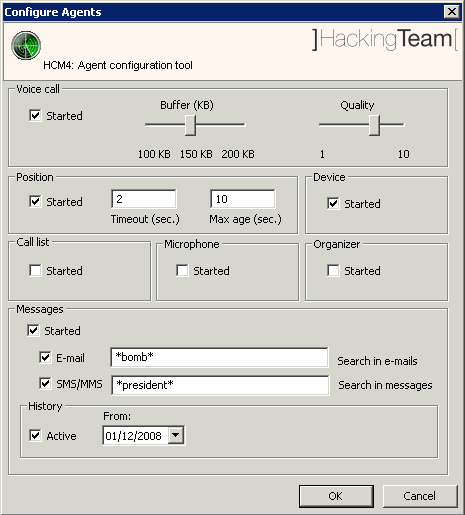 Configure Agents
]HackingTeam[
HCM4: Agent configuration tool
Voice call
Started
Buffer (KB)
100 KB 150 KB 200 KB
Quality
1 10
Position
Started
2
Timeout (sec.)
10
Max age (sec.)
Device
Started
Call list
Started
Microphone
Started
Organizer
Started
Messages
Started
E-mail *bomb* Search in e-mails
SMS/MMS *president* Search in messages
History
From:
Active 01/12/2008
OK Cancel